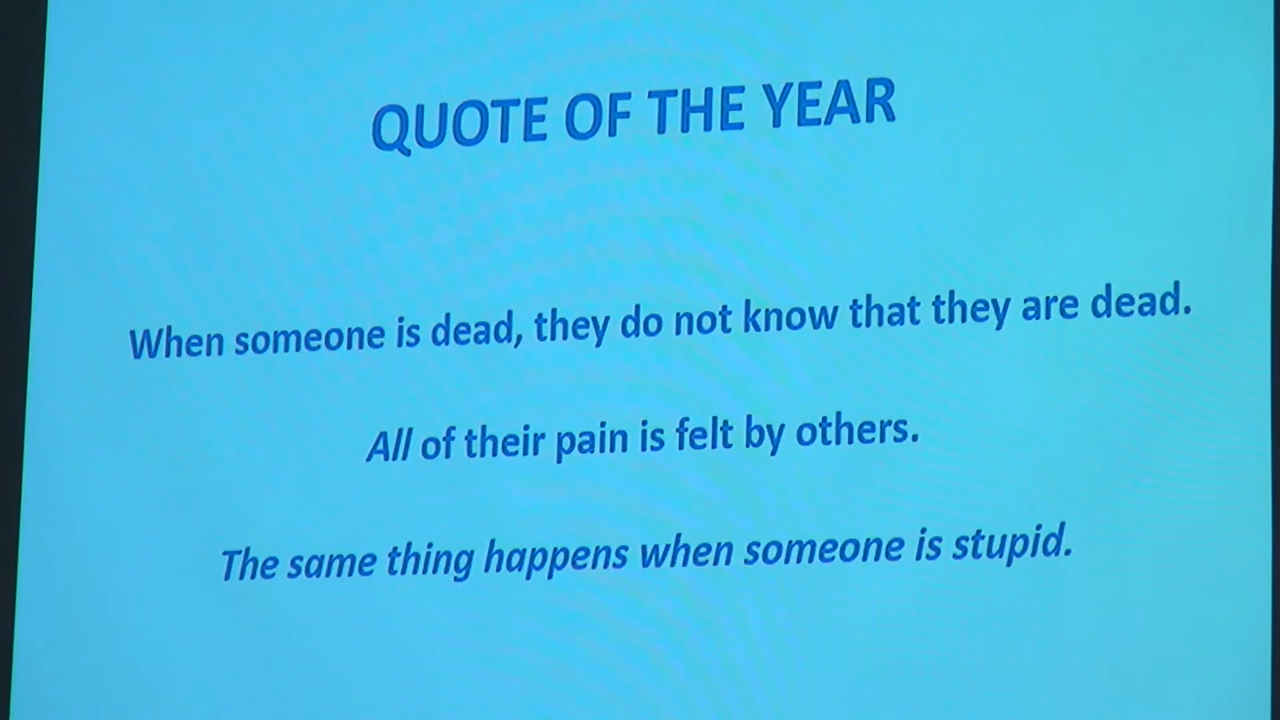 QUOTE OF THE YEAR
When someone is dead, they do not know that they are dead.
All of their pain is felt by others.
The same thing happens when someone is stupid.